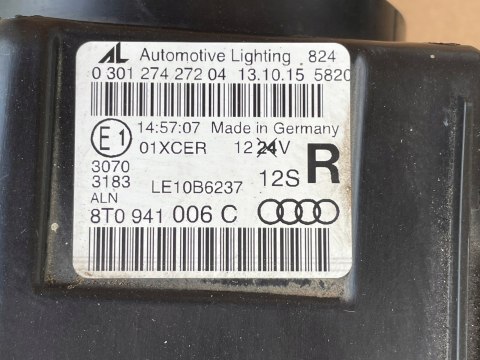 AL Automotive Lighting 824
0 301 274 272 04 13.10.15 5820
E1 14:57:07 Made in Germany
01XCER 12 24V
3070
3183 LE10B6237 12S R
ALN
8T0 941 006 C